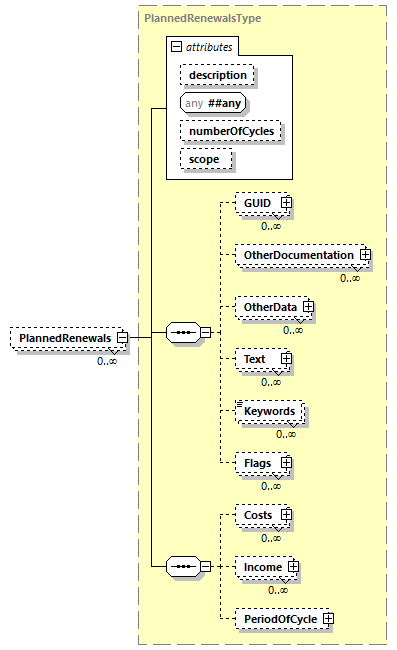 PlannedRenewalsType
attributes
description
any ##any
numberOfCycles
scope
GUID
0..∞
OtherDocumentation
0..∞
OtherData
0..∞
PlannedRenewals
0..∞
Text
0..∞
Keywords
0..∞
Flags
0..∞
Costs
0..∞
Income
0..∞
PeriodOfCycle